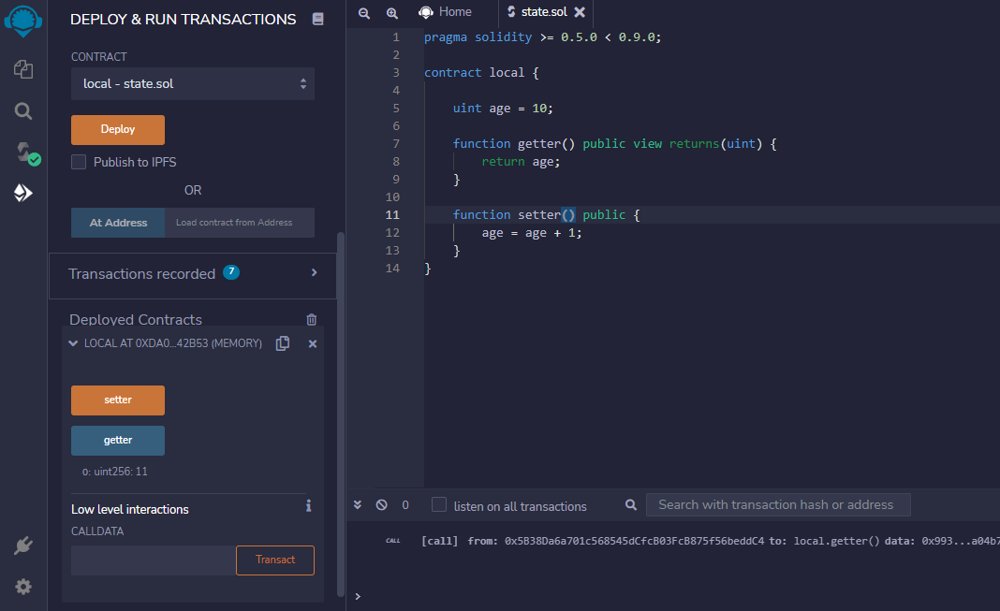 DEPLOY & RUN TRANSACTIONS
CONTRACT
local - state.sol
Deploy
Publish to IPFS
OR
At Address
Load contract from Address
Transactions recorded 7
Deployed Contracts
LOCAL AT 0XDA0...42B53 (MEMORY)
setter
getter
0: uint256: 11
Low level interactions
CALLDATA
Transact
Home
state.sol
1 pragma solidity >= 0.5.0 < 0.9.0;
2
3 contract local {
4
5 uint age = 10;
6
7 function getter() public view returns(uint) {
8 return age;
9 }
10
11 function setter() public {
12 age = age + 1;
13 }
14 }
0
listen on all transactions
Search with transaction hash or address
CALL [call] from: 0x5B38Da6a701c568545dCfcB03FcB875f56beddC4 to: local.getter() data: 0x993...a04b7
>